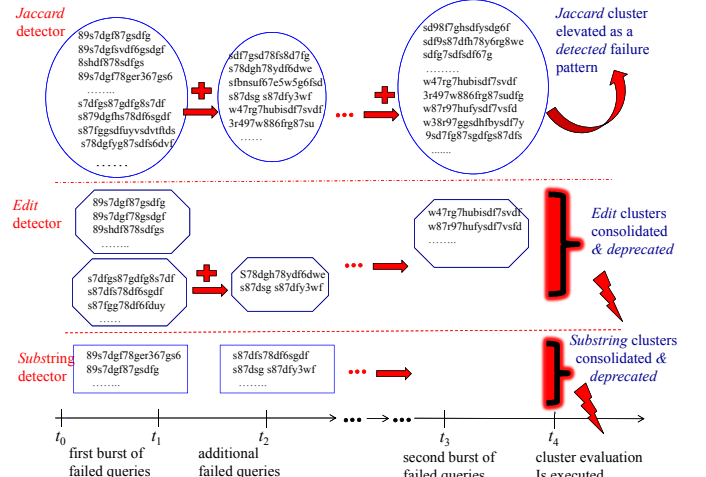 Jaccard
detector
89s7dgf87gsdfg
89s7dgfsvdf6gsdgf
8shdf878sdfgs
89s7dgf78ger367gs6
……..
s7dfgs87gdfg8s7df
s879dgfhs78df6sgdf
s87fggsdfuyvsdvtftds
s78dgfyg87sdfs6dvf
……
sdf7gsd78fs8d7fg
s78dgh78ydf6dwe
sfbnsuf67e5w5g6fsd
s87dsg s87dfy3wf
w47rg7hubisdf7svdf
3r497w886frg87su
……
sd98f7ghsdfysdg6f
sdf9s87dfh78y6rg8we
sdfg7sdfsdf67g
………
w47rg7hubisdf7svdf
3r497w886frg87sudfg
w87r97hufysdf7vsfd
w38r97ggsdhfbysdf7y
9sd7fg87sgdfgs87dfs
…….
Jaccard cluster
elevated as a
detected failure
pattern
Edit
detector
89s7dgf87gsdfg
89s7dgf78gsdgf
89shdf878sdfgs
……..
s7dfgs87gdfg8s7df
s87dfs78df6sgdf
s87fgg78df6fduy
……
S78dgh78ydf6dwe
s87dsg s87dfy3wf
w47rg7hubisdf7svdf
w87r97hufysdf7vsfd
……..
Edit clusters
consolidated
& deprecated
Substring
detector
89s7dgf78ger367gs6
89s7dgf87gsdfg
……..
s87dfs78df6sgdf
s87dsg s87dfy3wf
……..
Substring clusters
consolidated &
deprecated
t0
t1
t2
t3
t4
first burst of
failed queries
additional
failed queries
second burst of
failed queries
cluster evaluation
Is executed